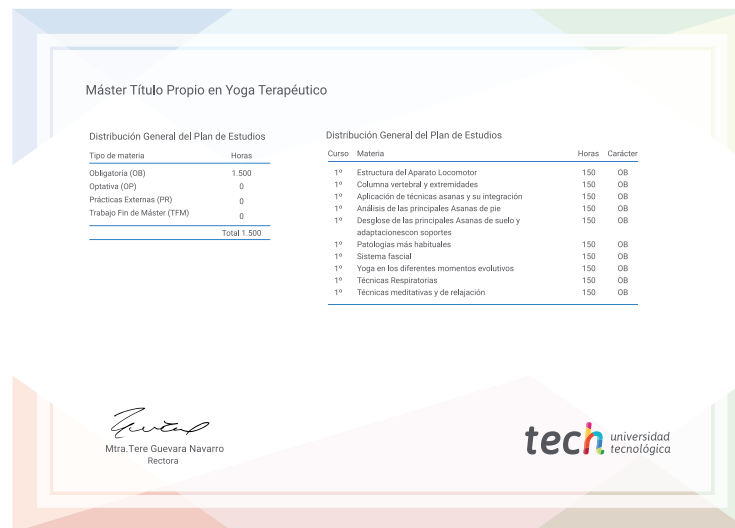 Máster Título Propio en Yoga Terapéutico
Distribución General del Plan de Estudios
Tipo de materia Horas
Obligatoria (OB) 1.500
Optativa (OP) 0
Prácticas Externas (PR) 0
Trabajo Fin de Máster (TFM) 0
Total 1.500
Distribución General del Plan de Estudios
Curso Materia Horas Carácter
1º Estructura del Aparato Locomotor 150 OB
1º Columna vertebral y extremidades 150 OB
1º Aplicación de técnicas asanas y su integración 150 OB
1º Análisis de las principales Asanas de pie 150 OB
1º Desglose de las principales Asanas de suelo y 150 OB
adaptacionescon soportes
1º Patologías más habituales 150 OB
1º Sistema fascial 150 OB
1º Yoga en los diferentes momentos evolutivos 150 OB
1º Técnicas Respiratorias 150 OB
1º Técnicas meditativas y de relajación 150 OB
Mtra.Tere Guevara Navarro
Rectora
tech universidad
tecnológica